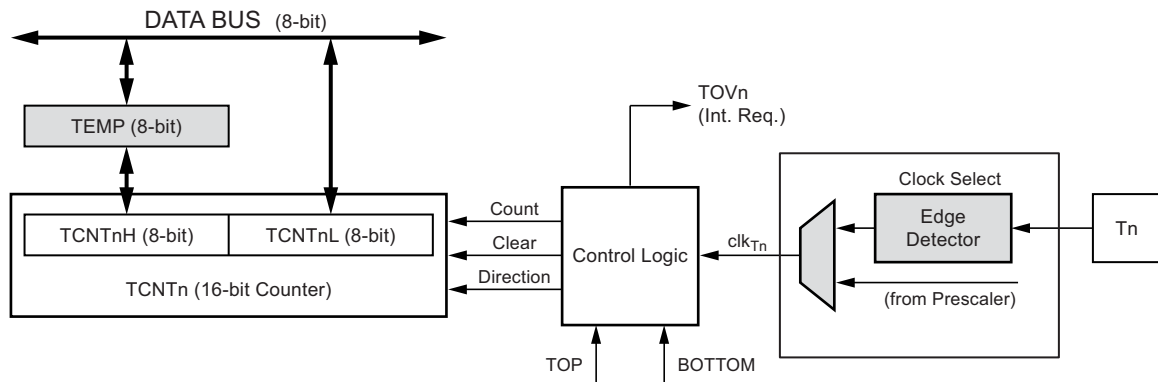 DATA BUS (8-bit)
TEMP (8-bit)
TCNTnH (8-bit) TCNTnL (8-bit)
TCNTn (16-bit Counter)
Count
Clear
Direction
TOVn
(Int. Req.)
Control Logic
TOP
BOTTOM
clkTn
Clock Select
Edge
Detector
(from Prescaler)
Tn